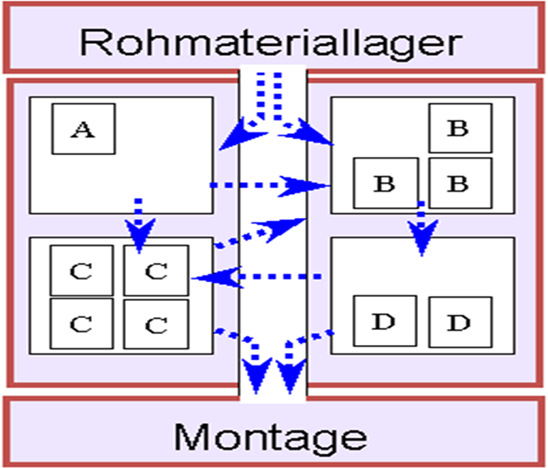 Rohmateriallager
A
B
B B
C C
C C
D D
Montage